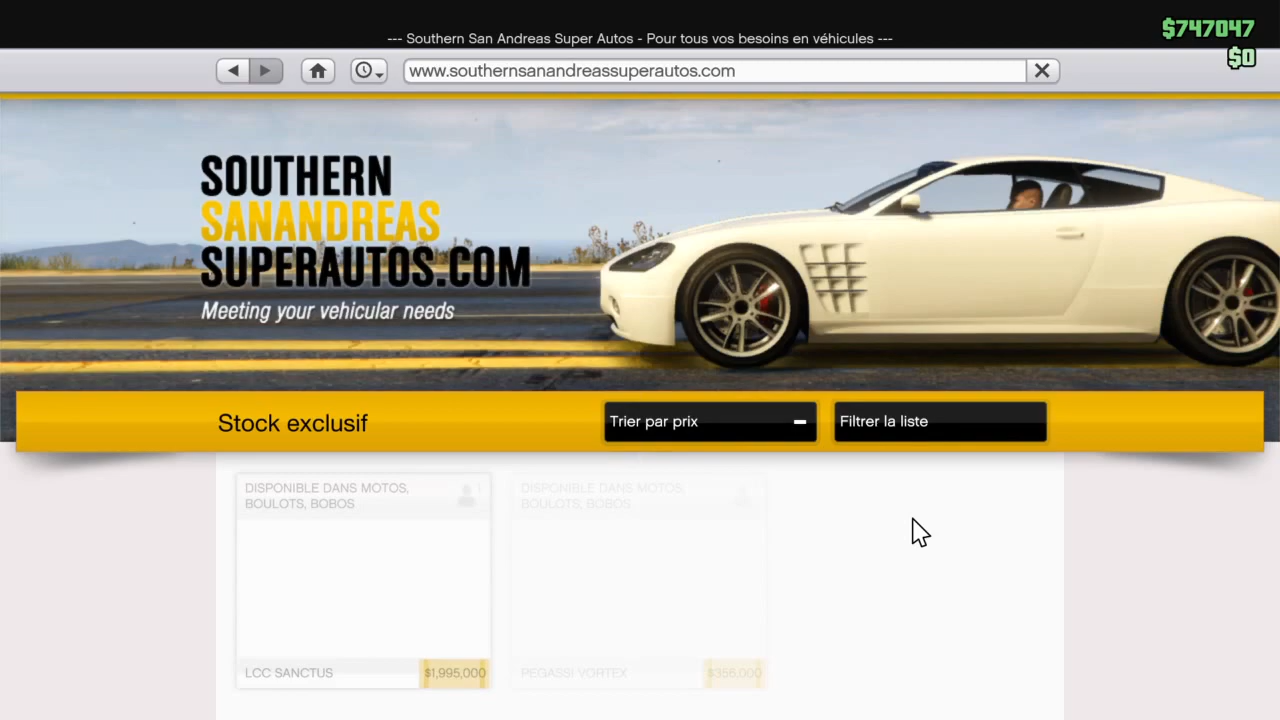 --- Southern San Andreas Super Autos - Pour tous vos besoins en véhicules ---
$747047
$0
www.southernsanandreassuperautos.com
SOUTHERN
SANANDREAS
SUPERAUTOS.COM
Meeting your vehicular needs
Stock exclusif
Trier par prix
Filtrer la liste
DISPONIBLE DANS MOTOS,
BOULOTS, BOBOS
1
LCC SANCTUS
$1,995,000
DISPONIBLE DANS MOTOS,
BOULOTS, BOBOS
PEGASSI VORTEX
$356,000